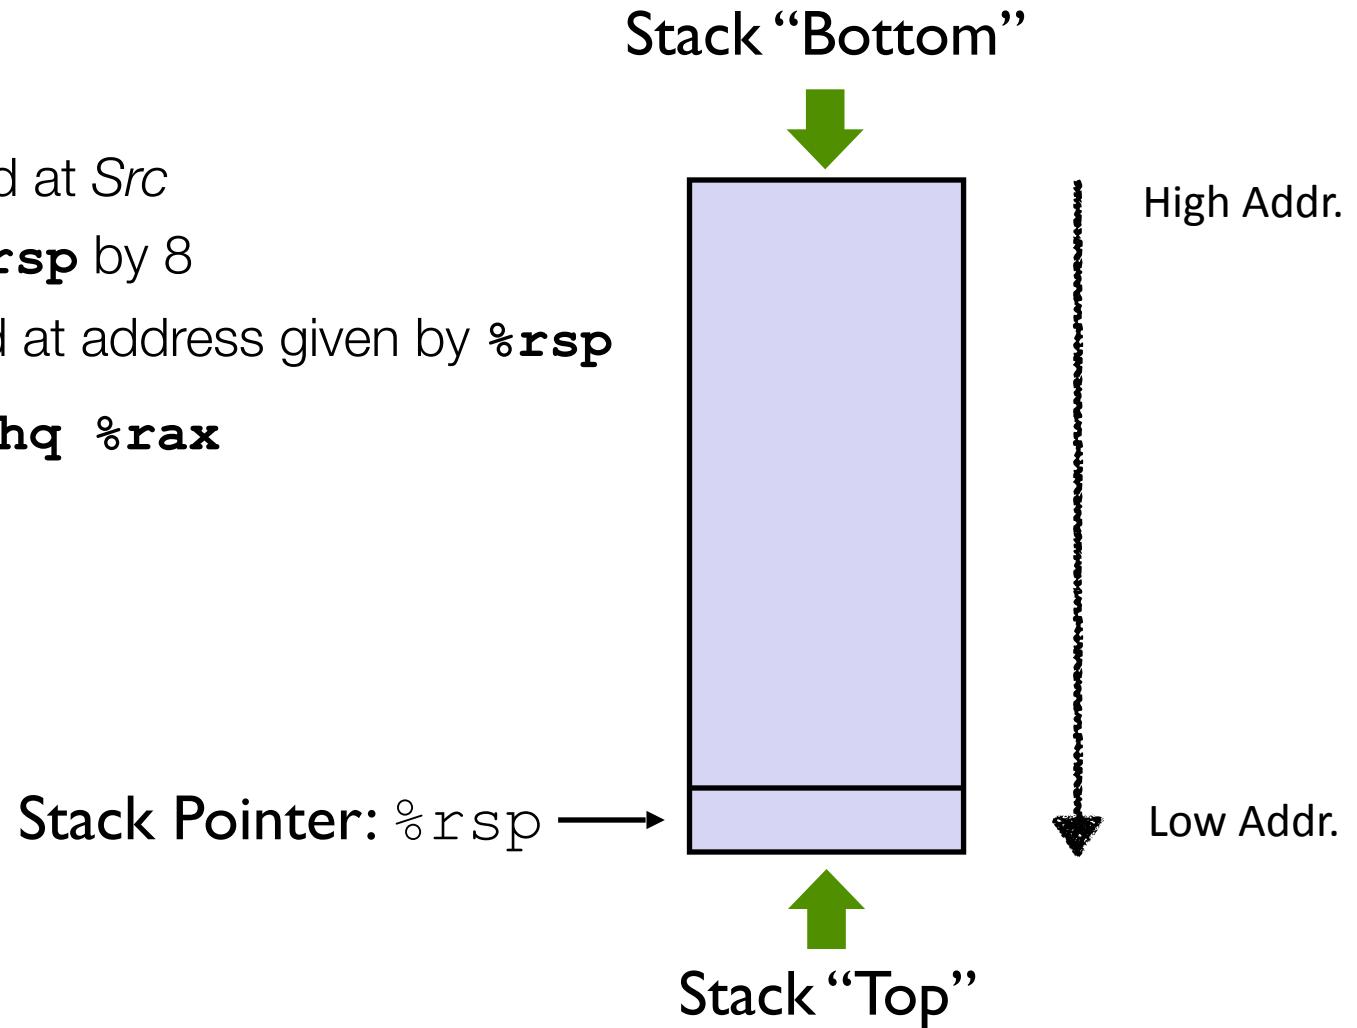 Stack “Bottom”
d at Src
High Addr.
rsp by 8
d at address given by %rsp
hq %rax
Stack Pointer: %rsp
Low Addr.
Stack “Top”